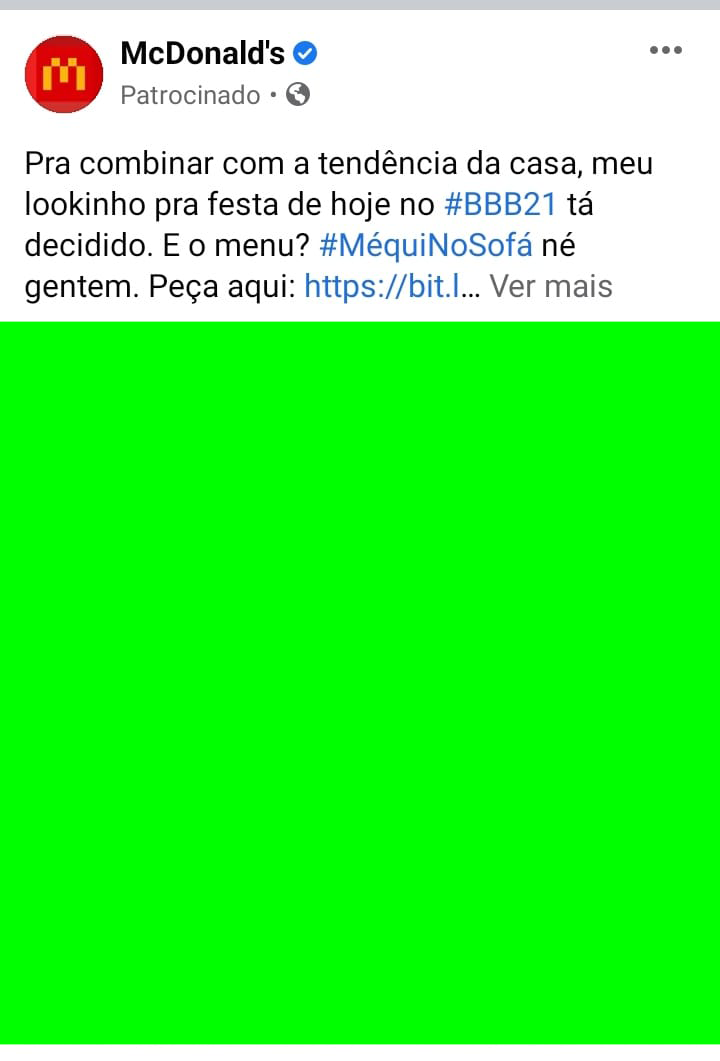 McDonald's
Patrocinado •
Pra combinar com a tendência da casa, meu
lookinho pra festa de hoje no #BBB21 tá
decidido. E o menu? #MéquiNoSofá né
gentem. Peça aqui: https://bit.l... Ver mais